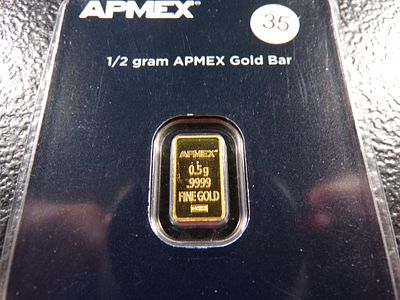 APMEX
35
1/2 gram APMEX Gold Bar
APMEX
0.5g
.9999
FINE GOLD